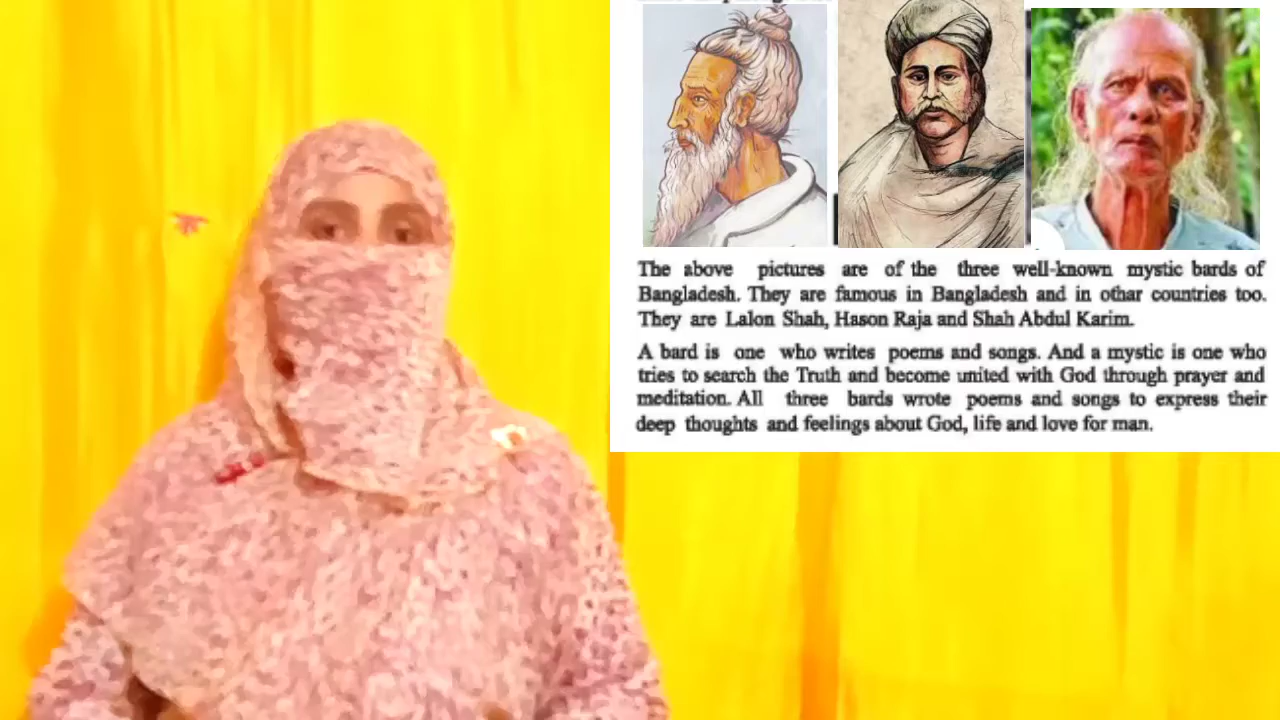 The above pictures are of the three well-known mystic bards of
Bangladesh. They are famous in Bangladesh and in othar countries too.
They are Lalon Shah, Hason Raja and Shah Abdul Karim.
A bard is one who writes poems and songs. And a mystic is one who
tries to search the Truth and become united with God through prayer and
meditation. All three bards wrote poems and songs to express their
deep thoughts and feelings about God, life and love for man.